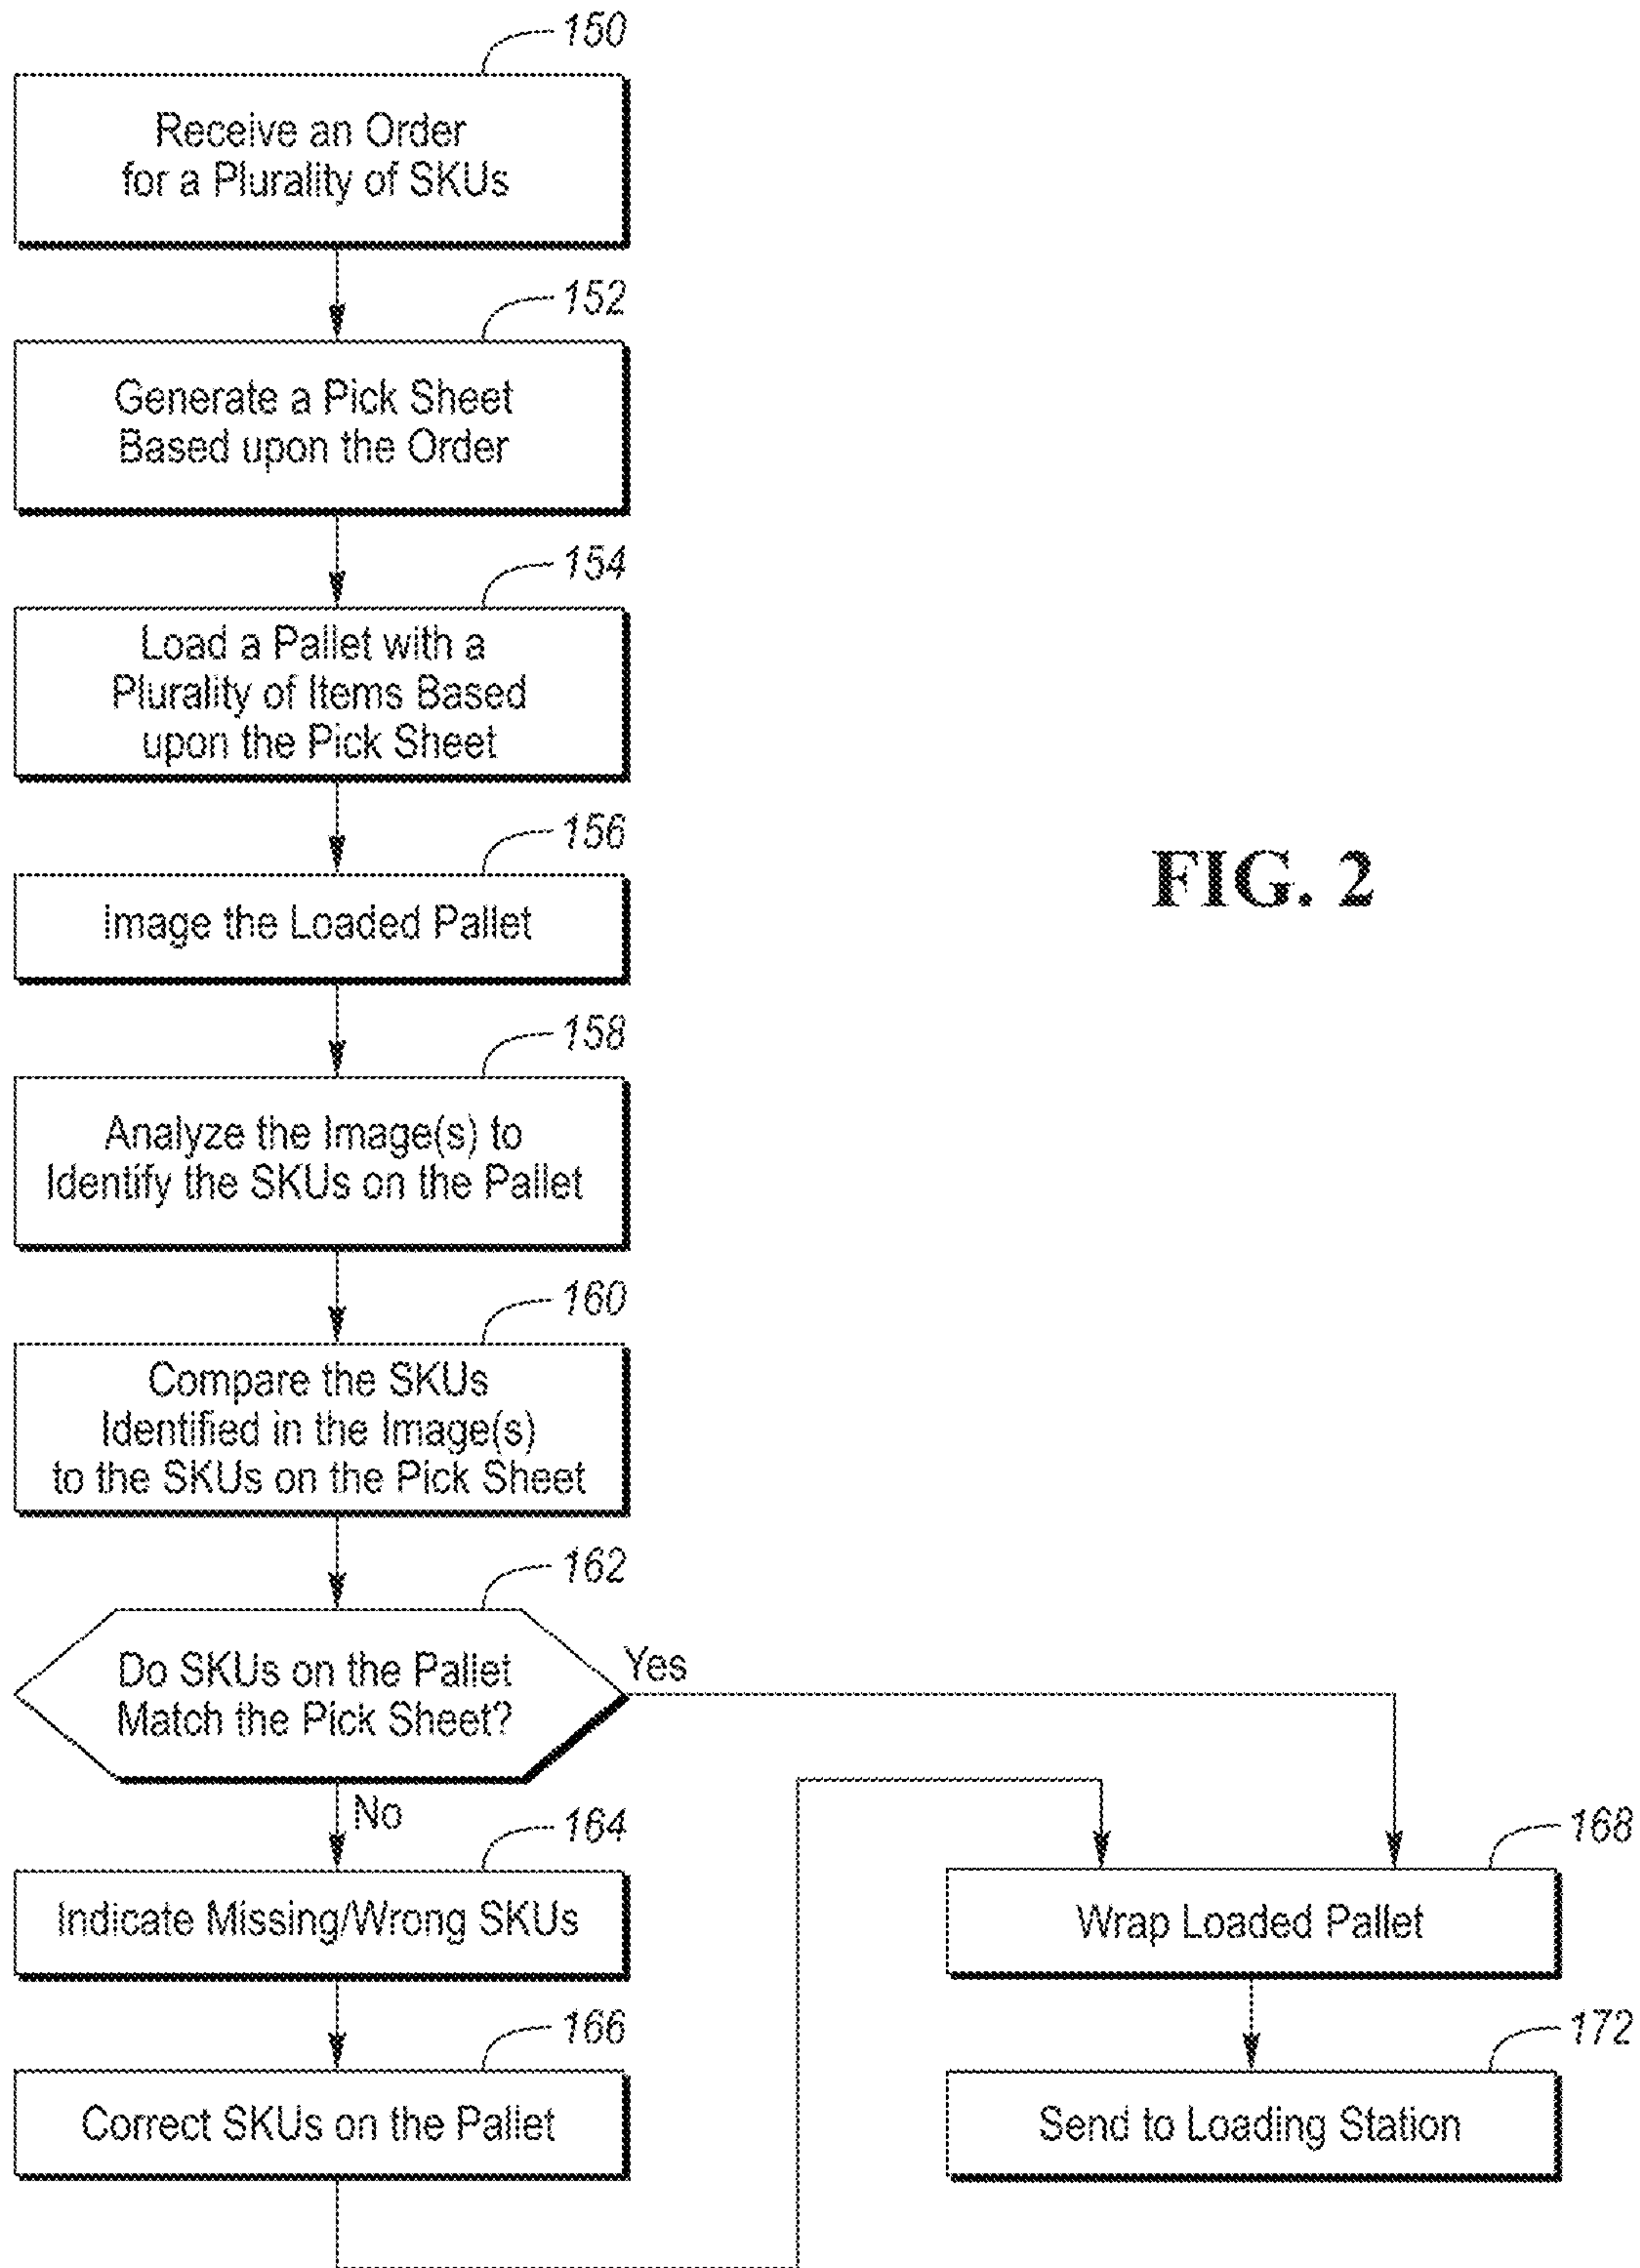 150
Receive an Order
for a Plurality of SKUs
152
Generate a Pick Sheet
Based upon the Order
154
Load a Pallet with a
Plurality of Items Based
upon the Pick Sheet
156
Image the Loaded Pallet
FIG. 2
158
Analyze the Image(s) to
Identify the SKUs on the Pallet
160
Compare the SKUs
Identified in the Image(s)
to the SKUs on the Pick Sheet
162
Do SKUs on the Pallet
Match the Pick Sheet?
Yes
No
164
Indicate Missing/Wrong SKUs
166
Correct SKUs on the Pallet
168
Wrap Loaded Pallet
172
Send to Loading Station